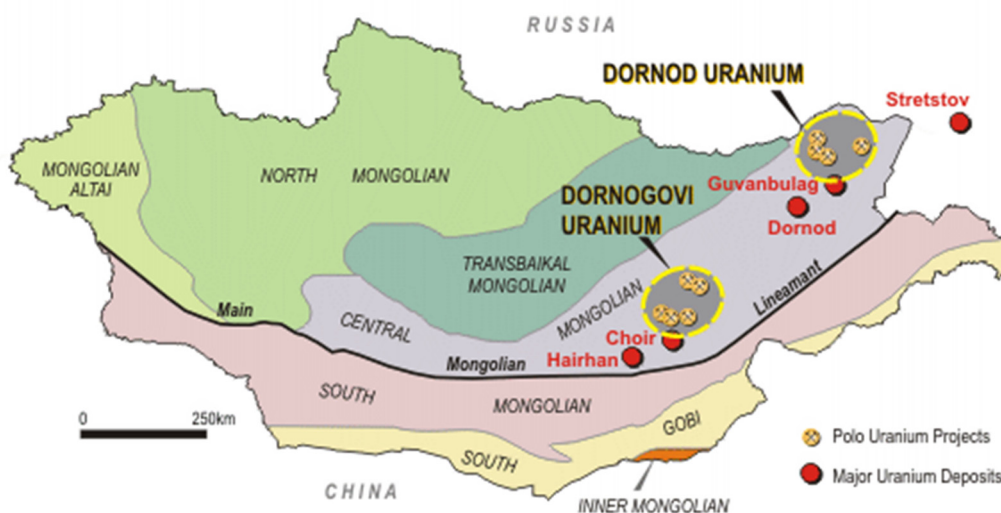 RUSSIA
DORNOD URANIUM
Stretstov
MONGOLIAN
ALTAI
NORTH MONGOLIAN
Guvanbulag
DORNOGOVI
URANIUM
Dornod
TRANSBAIKAL
MONGOLIAN
MONGOLIAN
Lineamant
Main
CENTRAL
Choir
Mongolian
Hairhan
SOUTH
MONGOLIAN
0 250km
GOBI
SOUTH
Polo Uranium Projects
Major Uranium Deposits
CHINA
INNER MONGOLIAN